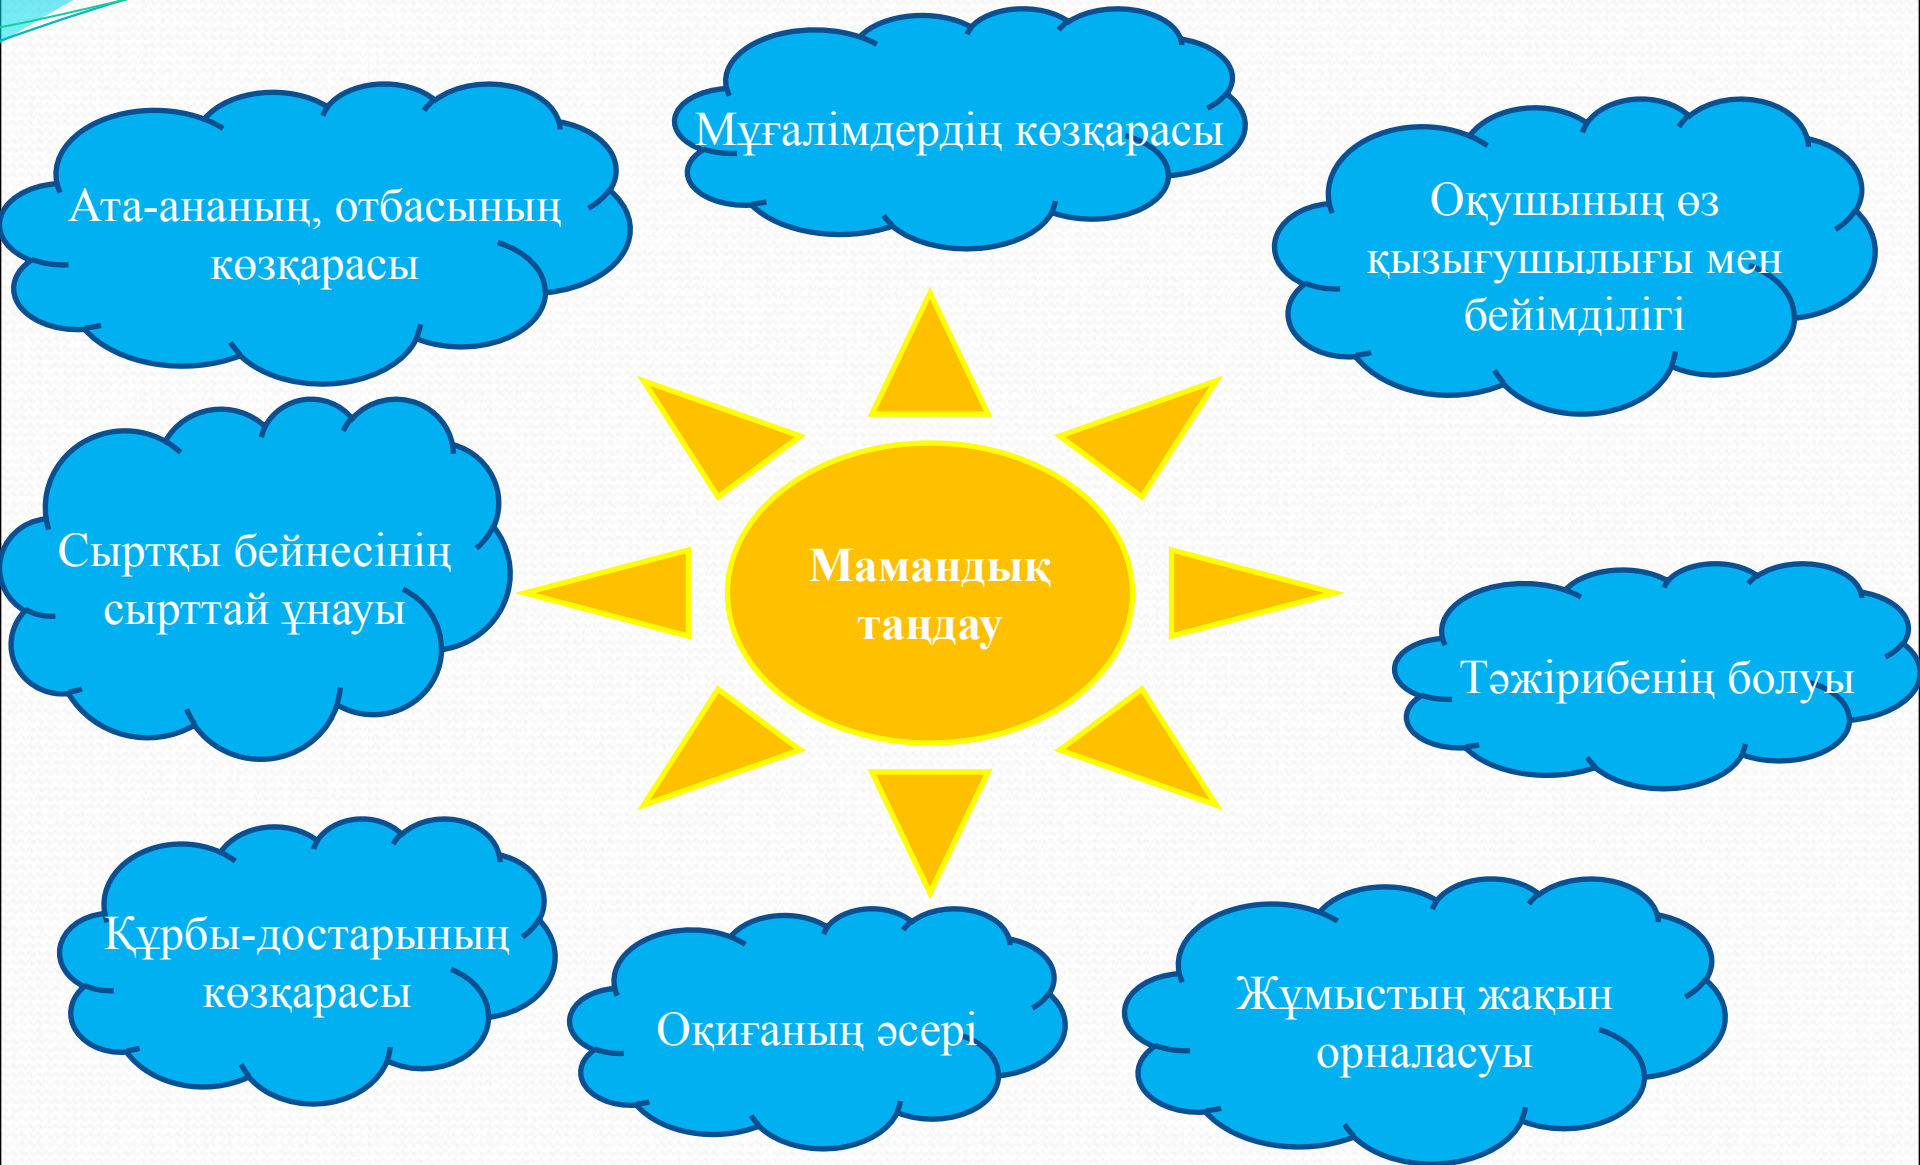 Мұғалімдердің көзқарасы
Ата-ананың, отбасының
көзқарасы
Оқушының өз
қызығушылығы мен
бейімділігі
Сыртқы бейнесінің
сырттай ұнауы
Мамандық
таңдау
Тәжірибенің болуы
Құрбы-достарының
көзқарасы
Оқиғаның әсері
Жұмыстың жақын
орналасуы